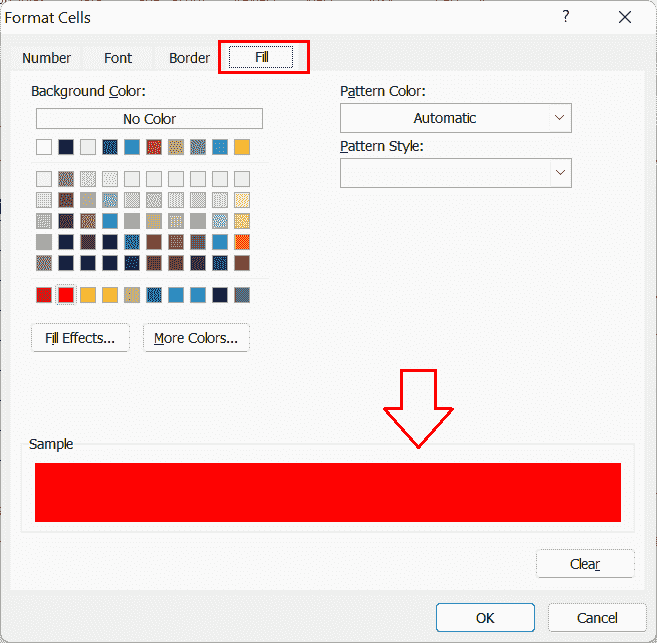 Format Cells ?
Number Font Border Fill
Background Color: Pattern Color:
No Color Automatic
Pattern Style:
Fill Effects... More Colors...
Sample
Clear
OK Cancel